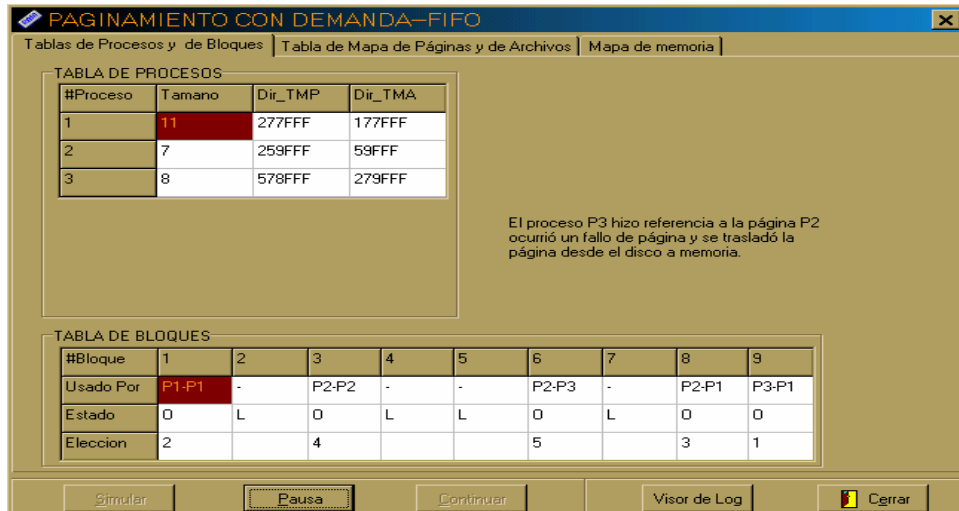 PAGINAMIENTO CON DEMANDA-FIFO
Tablas de Procesos y de Bloques Tabla de Mapa de Páginas y de Archivos Mapa de memoria
TABLA DE PROCESOS
#Proceso Tamano Dir_TMP Dir_TMA
1 11 277FFF 177FFF
2 7 259FFF 59FFF
3 8 578FFF 279FFF
El proceso P3 hizo referencia a la página P2
ocurrió un fallo de página y se trasladó la
página desde el disco a memoria.
TABLA DE BLOQUES
#Bloque 1 2 3 4 5 6 7 8 9
Usado Por P1-P1 - P2-P2 - - P2-P3 - P2-P1 P3-P1
Estado O L O L L O L O O
Eleccion 2 4 5 3 1
Simular Pausa Continuar Visor de Log Cerrar